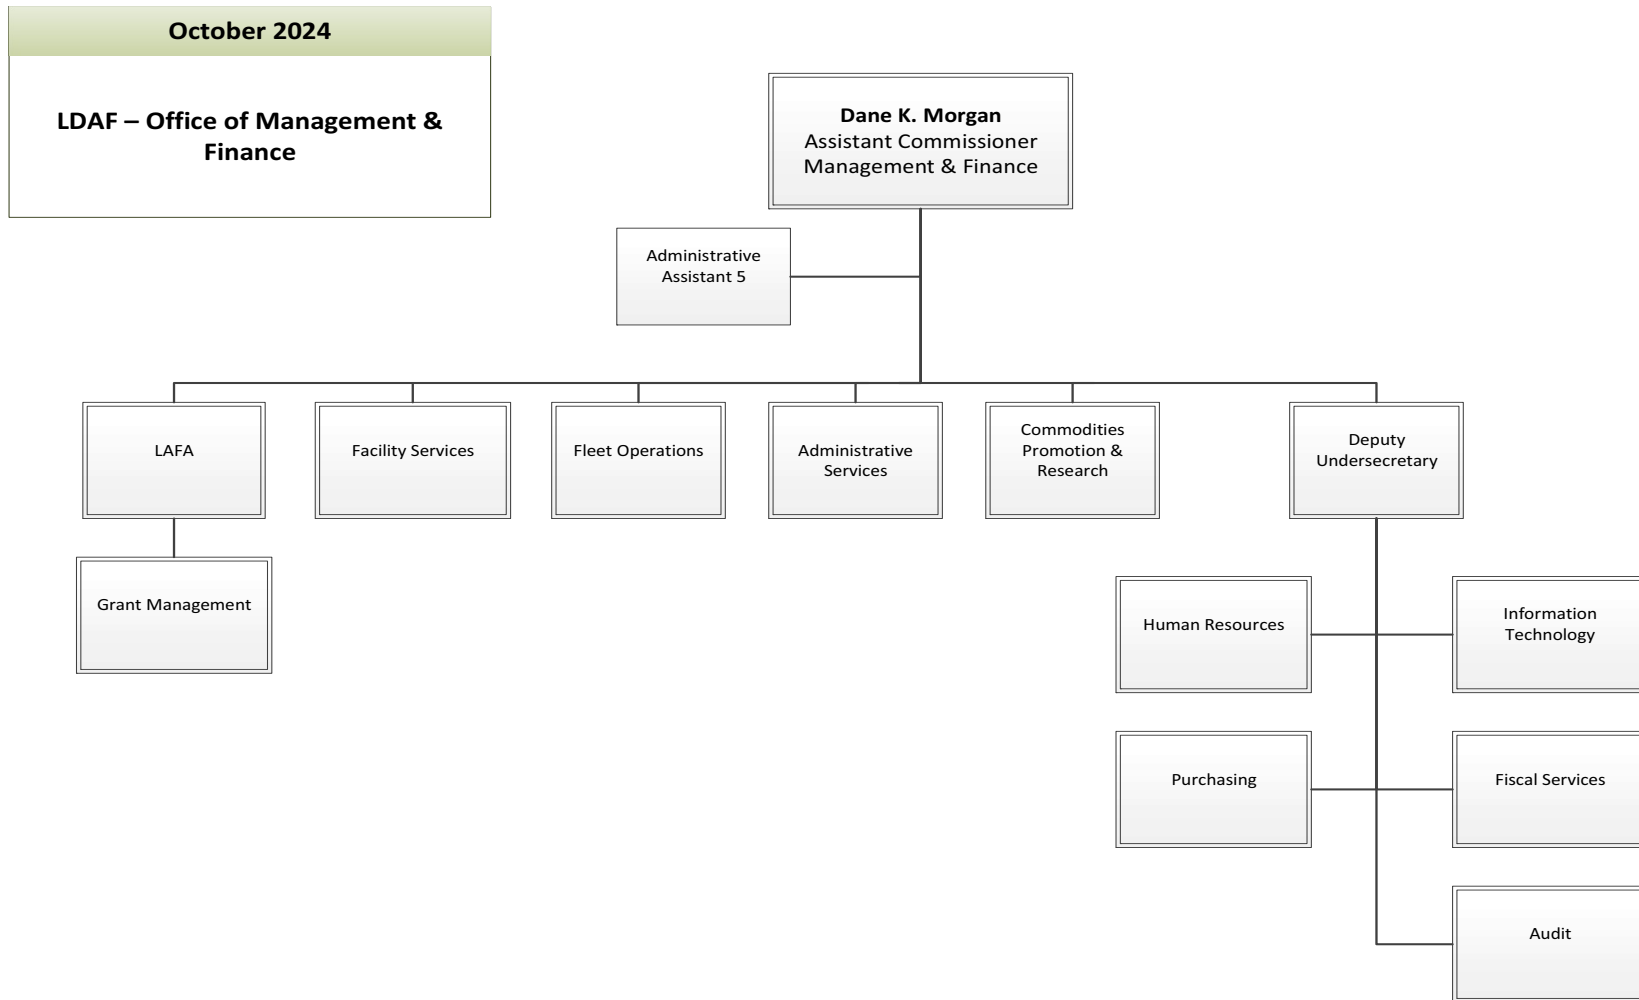 October 2024
LDAF – Office of Management &
Finance
Dane K. Morgan
Assistant Commissioner
Management & Finance
Administrative
Assistant 5
LAFA
Facility Services
Fleet Operations
Administrative
Services
Commodities
Promotion &
Research
Deputy
Undersecretary
Grant Management
Human Resources
Information
Technology
Purchasing
Fiscal Services
Audit